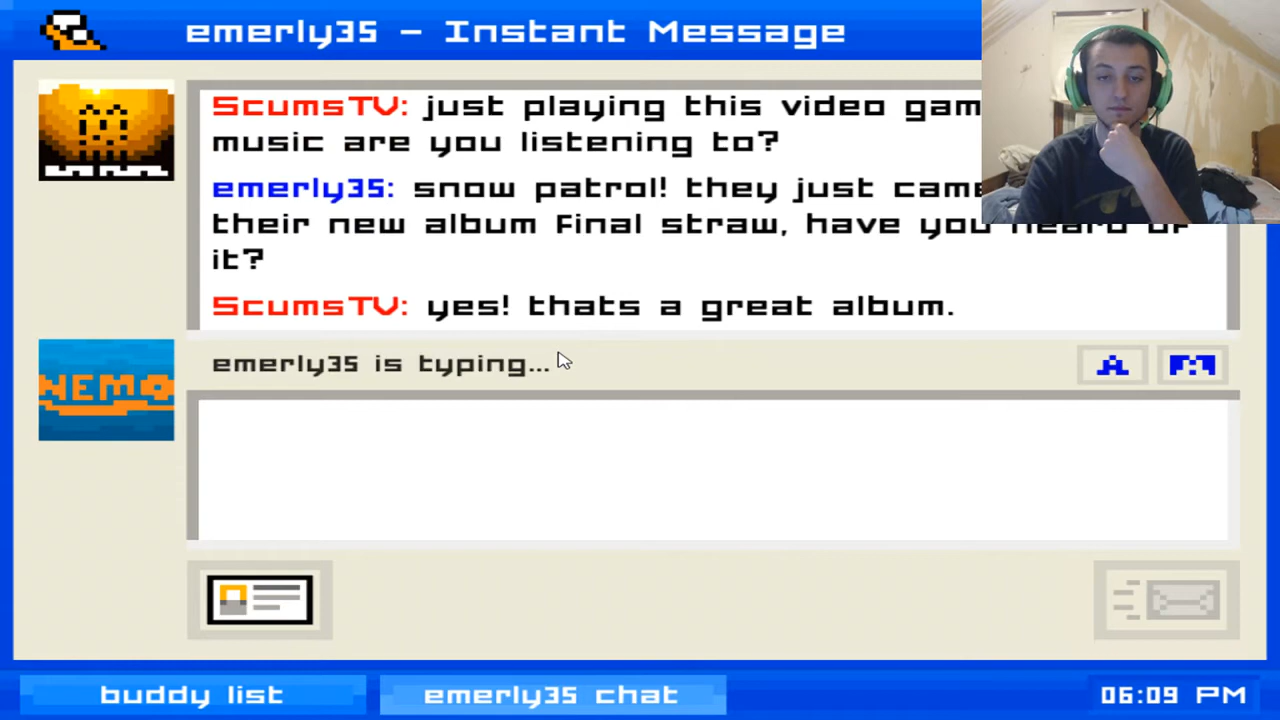 emerly35 - Instant Message
ScumsTV: just playing this video gam
music are you listening to?
emerly35: snow patrol! they just came
their new album Final straw, have you heard of
it?
ScumsTV: yes! thats a great album.
emerly35 is typing...
A
NEMO
buddy list
emerly35 chat
06:09 PM